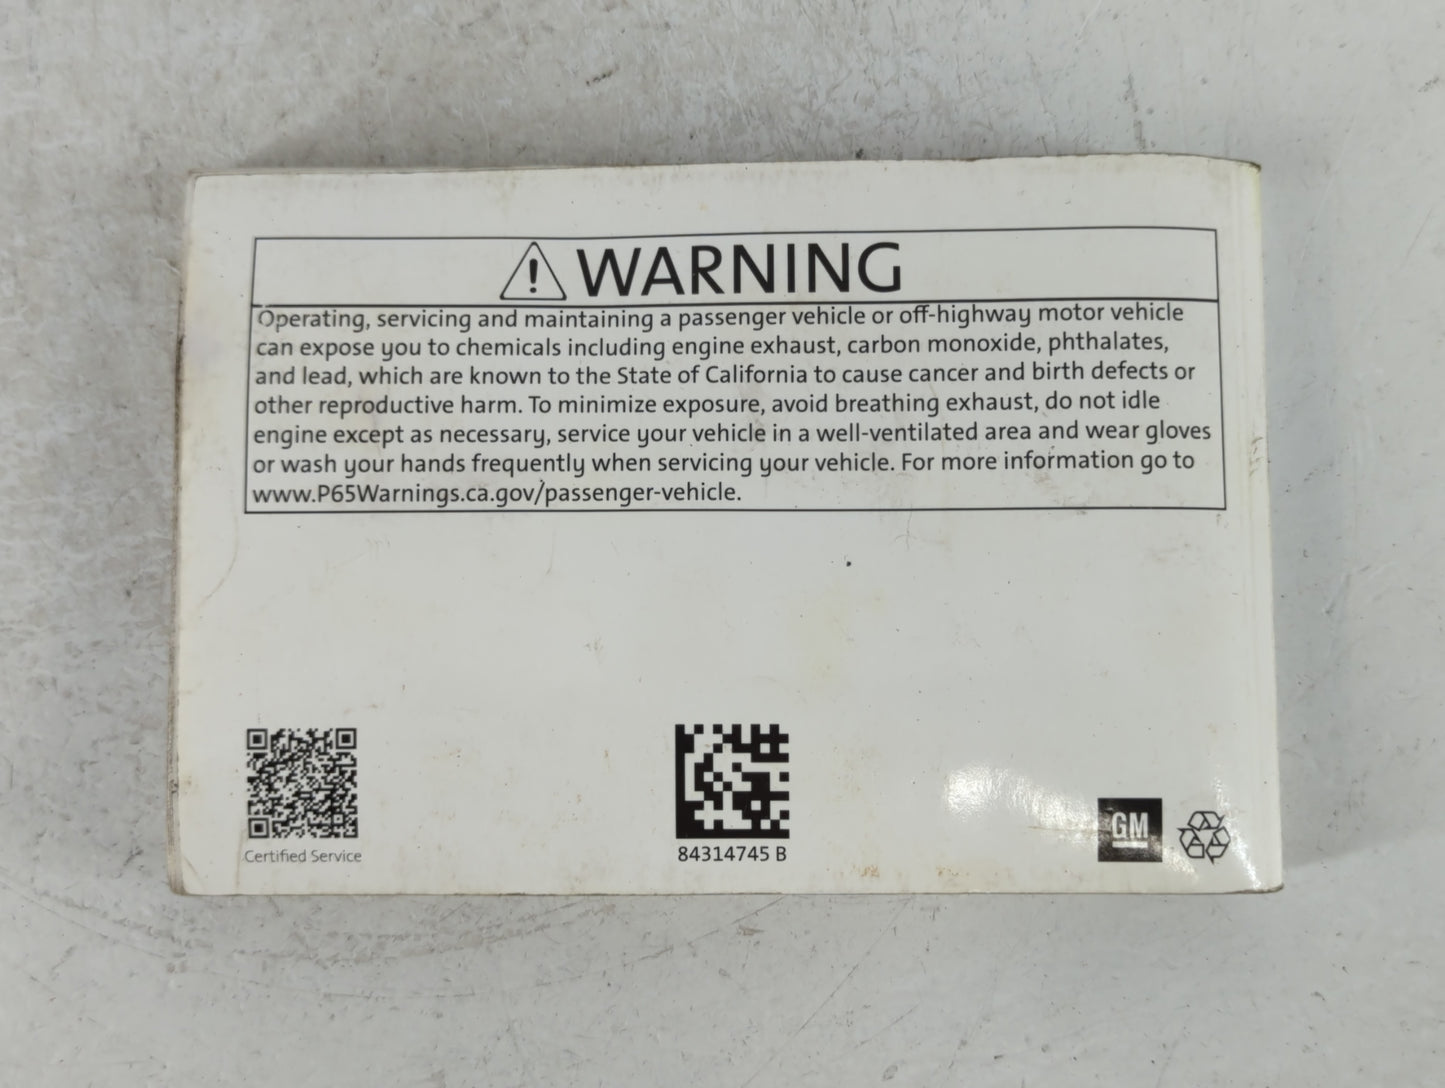 WARNING
Operating, servicing and maintaining a passenger vehicle or off-highway motor vehicle
can expose you to chemicals including engine exhaust, carbon monoxide, phthalates,
and lead, which are known to the State of California to cause cancer and birth defects or
other reproductive harm. To minimize exposure, avoid breathing exhaust, do not idle
engine except as necessary, service your vehicle in a well-ventilated area and wear gloves
or wash your hands frequently when servicing your vehicle. For more information go to
www.P65Warnings.ca.gov/passenger-vehicle.
Certified Service
84314745 B
GM